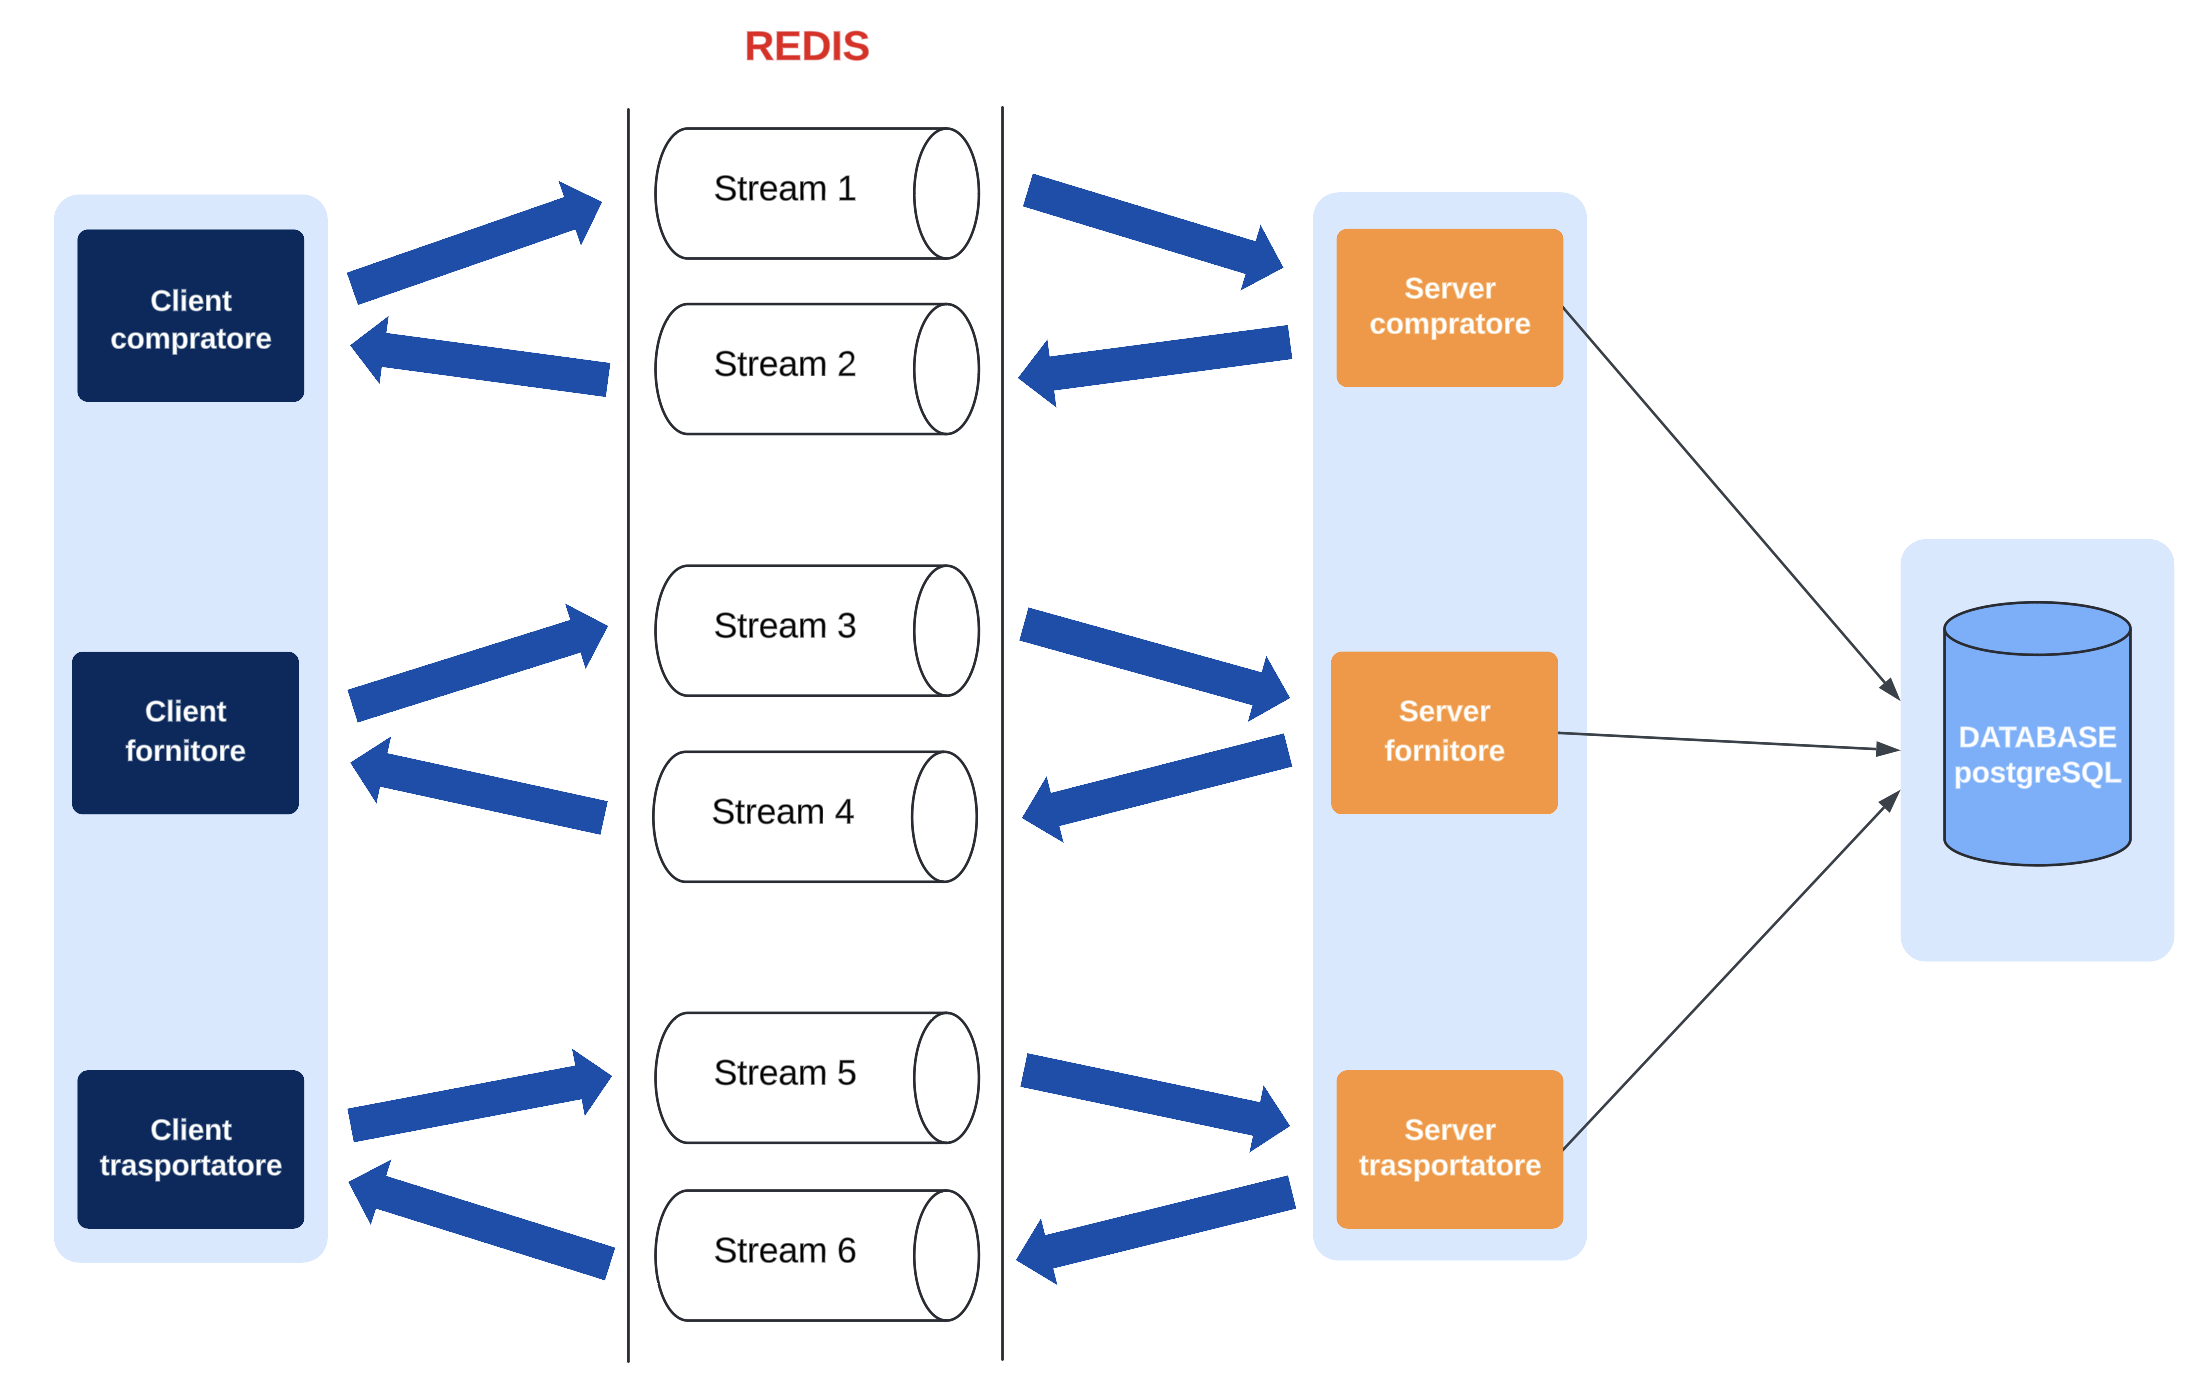 REDIS
Client
compratore
Stream 1
Stream 2
Server
compratore
Client
fornitore
Stream 3
Stream 4
Server
fornitore
DATABASE
postgreSQL
Client
trasportatore
Stream 5
Stream 6
Server
trasportatore